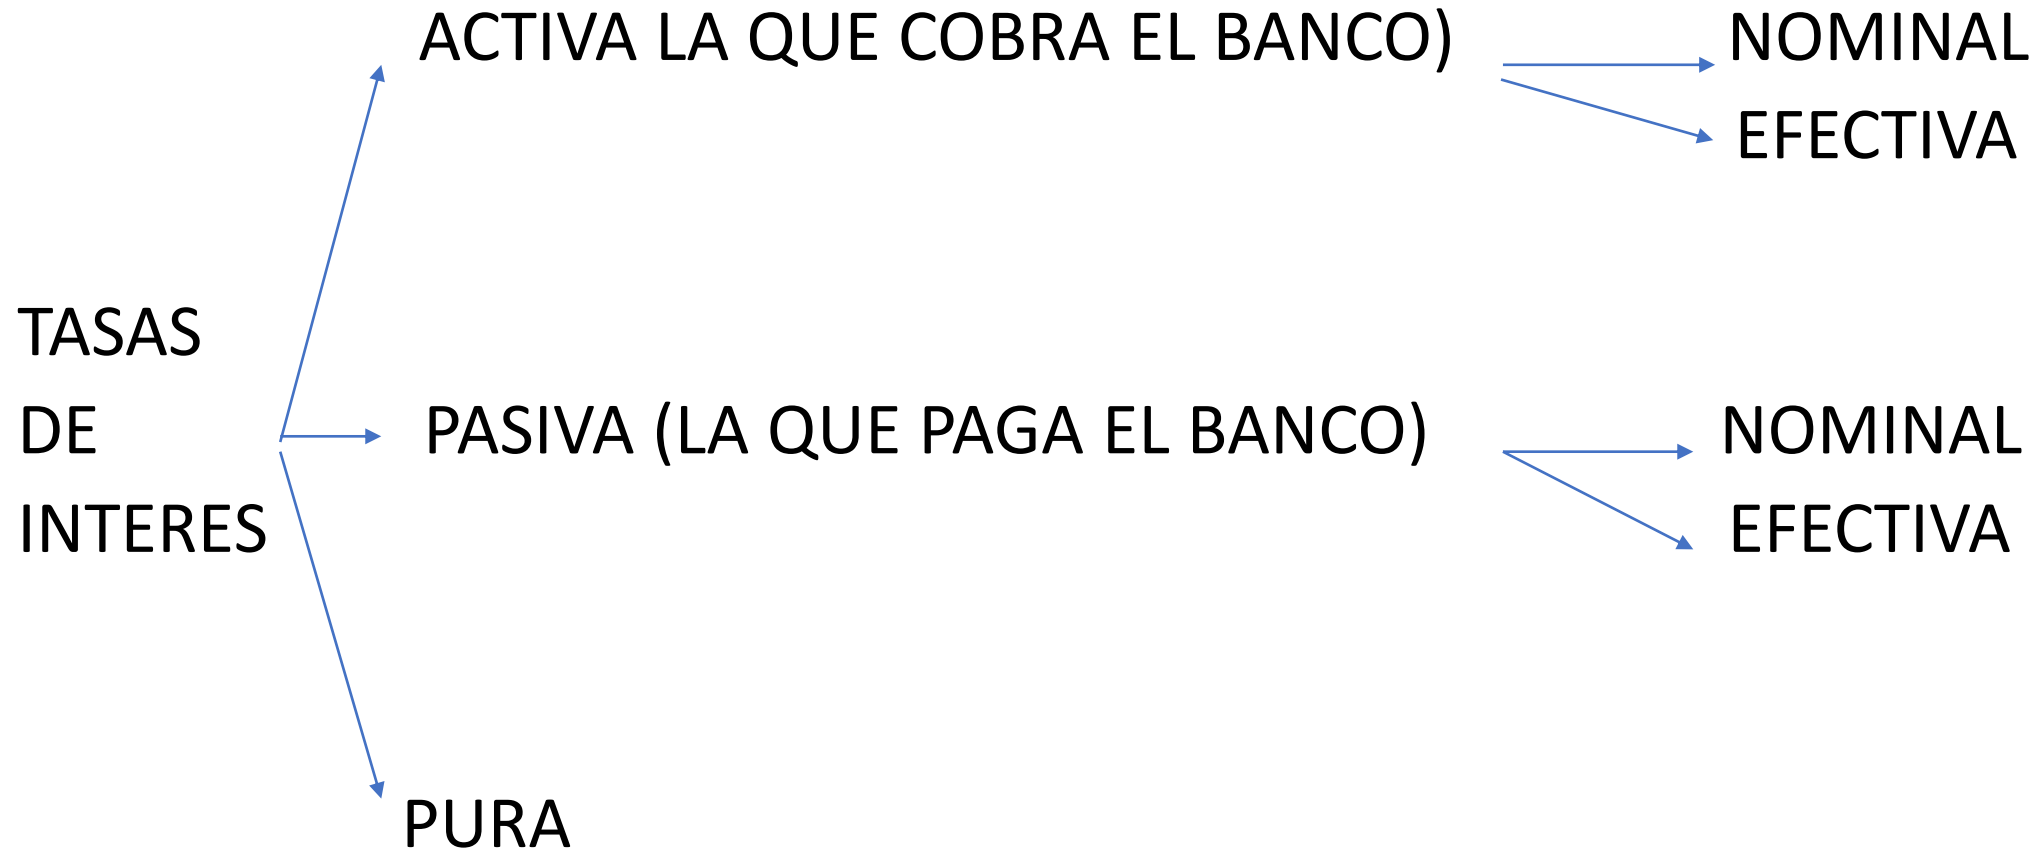 ACTIVA LA QUE COBRA EL BANCO)
NOMINAL
EFECTIVA
TASAS
DE
INTERES
PASIVA (LA QUE PAGA EL BANCO)
NOMINAL
EFECTIVA
PURA